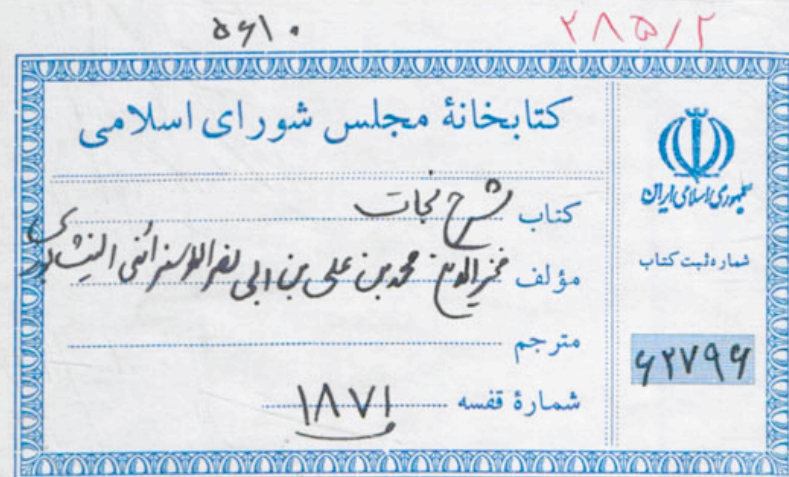 ۵۶۱۰
۲۸۵/۲
کتابخانهٔ مجلس شورای اسلامی
کتاب شرح نجات
مؤلف فخرالدین محمد بن علی بن ابی نصر الاسفرائنی النیشابوری
مترجم
شمارهٔ قفسه ۱۸۷۱
جمهوری اسلامی ایران
شماره ثبت کتاب
۶۲۷۹۶